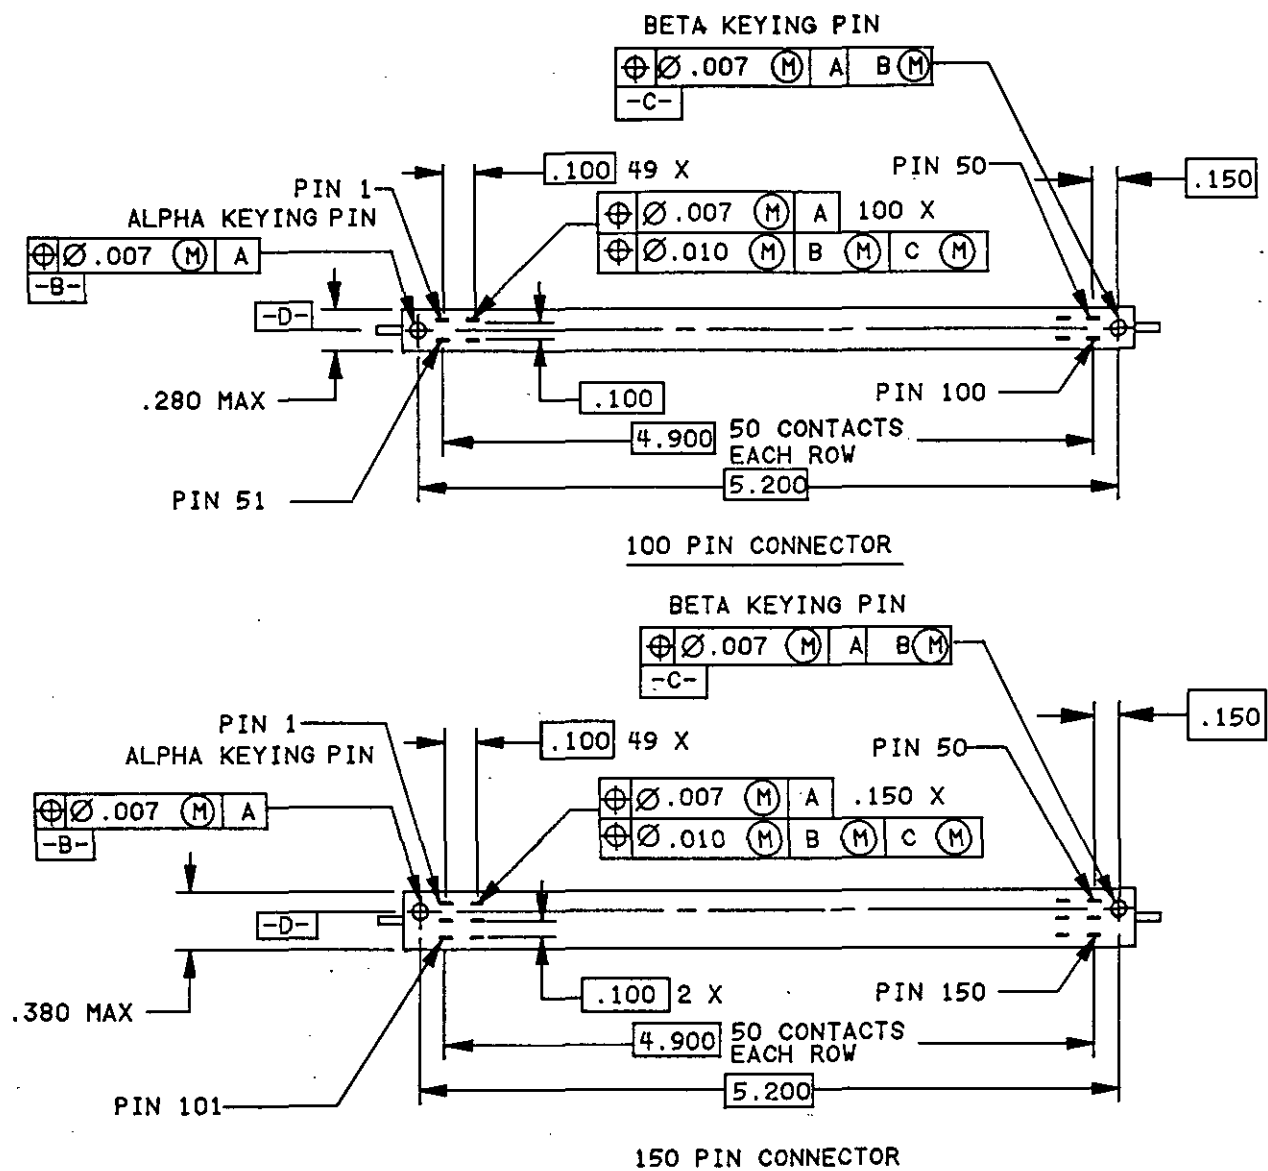 BETA KEYING PIN
⌖ Ø .007 Ⓜ A B Ⓜ
-C-
.100 49 X
PIN 50
.150
PIN 1
ALPHA KEYING PIN
⌖ Ø .007 Ⓜ A 100 X
⌖ Ø .010 Ⓜ B Ⓜ C Ⓜ
⌖ Ø .007 Ⓜ A
-B-
-D-
.280 MAX
.100
PIN 100
4.900 50 CONTACTS
EACH ROW
5.200
PIN 51
100 PIN CONNECTOR
BETA KEYING PIN
⌖ Ø .007 Ⓜ A B Ⓜ
-C-
PIN 1
.100 49 X
PIN 50
.150
ALPHA KEYING PIN
⌖ Ø .007 Ⓜ A .150 X
⌖ Ø .010 Ⓜ B Ⓜ C Ⓜ
⌖ Ø .007 Ⓜ A
-B-
-D-
.380 MAX
.100 2 X
PIN 150
4.900 50 CONTACTS
EACH ROW
5.200
PIN 101
150 PIN CONNECTOR